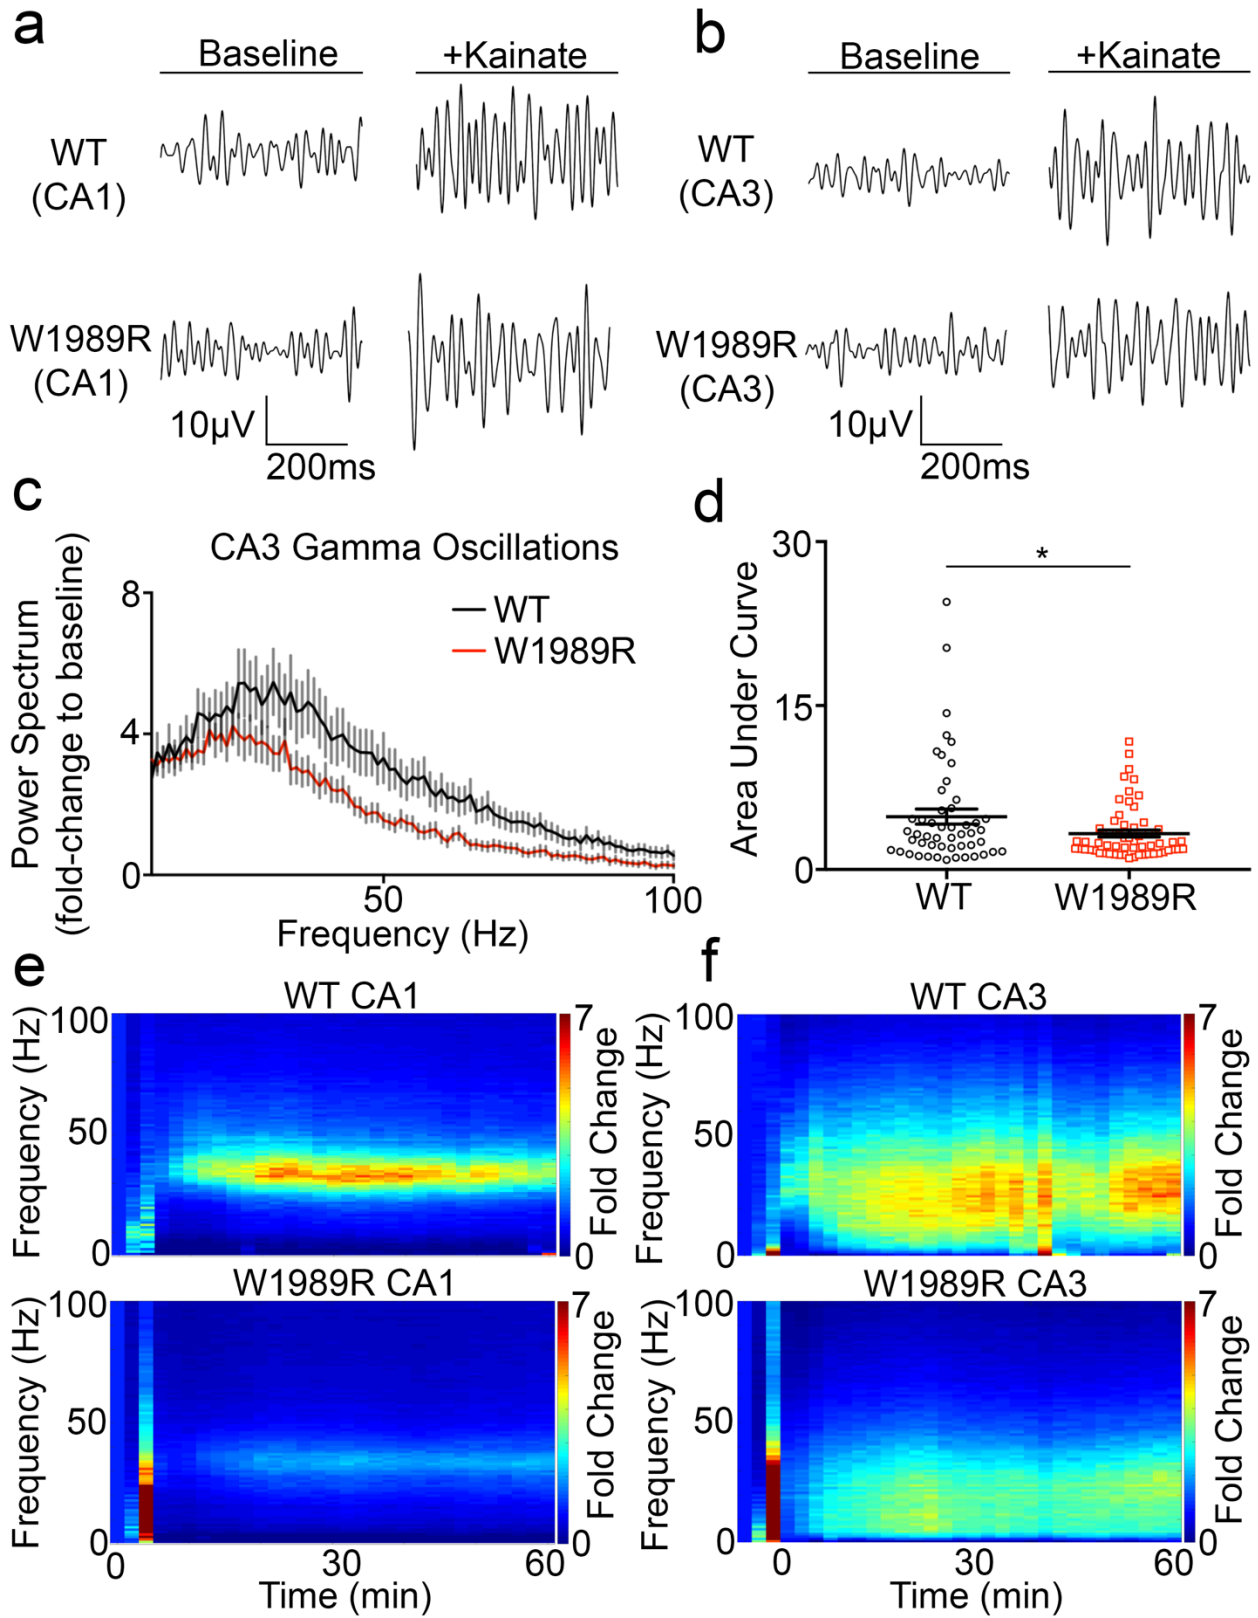 a
Baseline
+Kainate
WT
(CA1)
W1989R
(CA1)
10μV
200ms
b
Baseline
+Kainate
WT
(CA3)
W1989R
(CA3)
10μV
200ms
c
CA3 Gamma Oscillations
Power Spectrum
(fold-change to baseline)
8
4
0
WT
W1989R
50
100
Frequency (Hz)
d
Area Under Curve
30
15
0
*
WT
W1989R
e
WT CA1
Frequency (Hz)
100
50
0
7
0
Fold Change
W1989R CA1
Frequency (Hz)
100
50
0
7
0
Fold Change
0
30
60
Time (min)
f
WT CA3
Frequency (Hz)
100
50
0
7
0
Fold Change
W1989R CA3
Frequency (Hz)
100
50
0
7
0
Fold Change
0
30
60
Time (min)